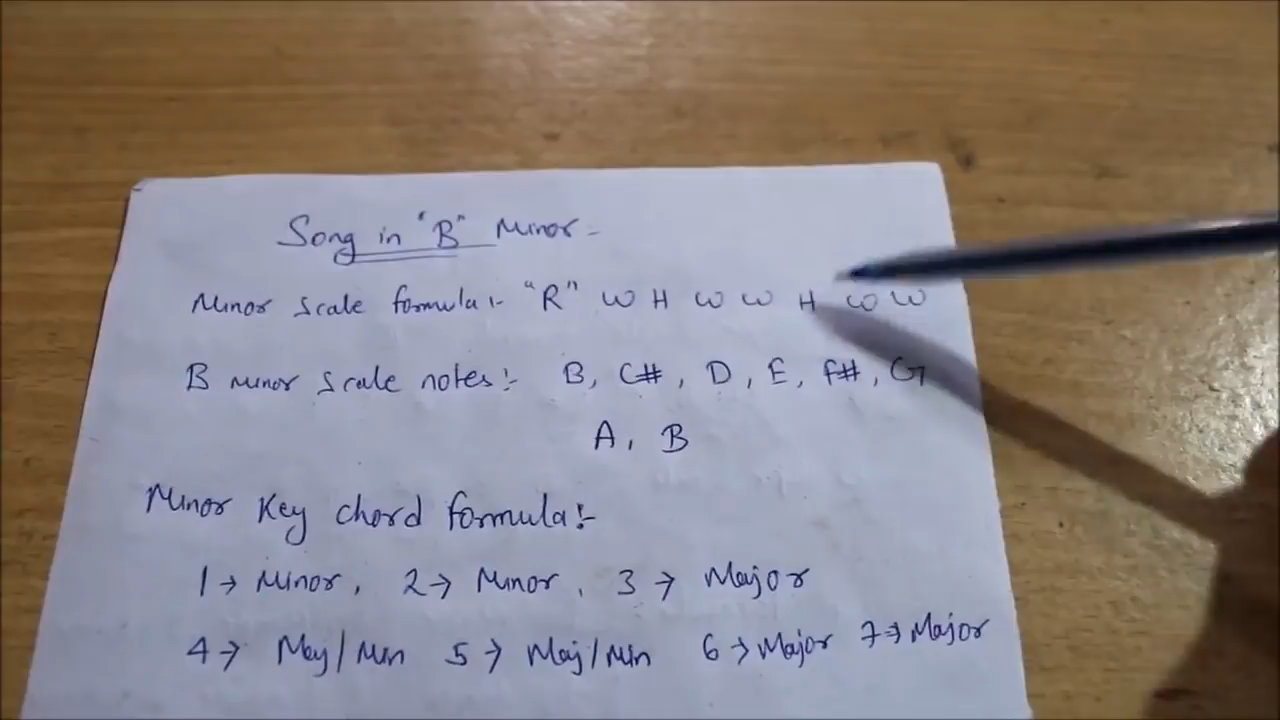 Song in "B" Minor -
Minor scale formula:- "R" W H W W H W W
B minor scale notes:- B, C#, D, E, F#, G
A, B
Minor Key chord formula:-
1 → Minor, 2 → Minor, 3 → Major
4 → Maj/Min 5 → Maj/Min 6 → Major 7 → Major